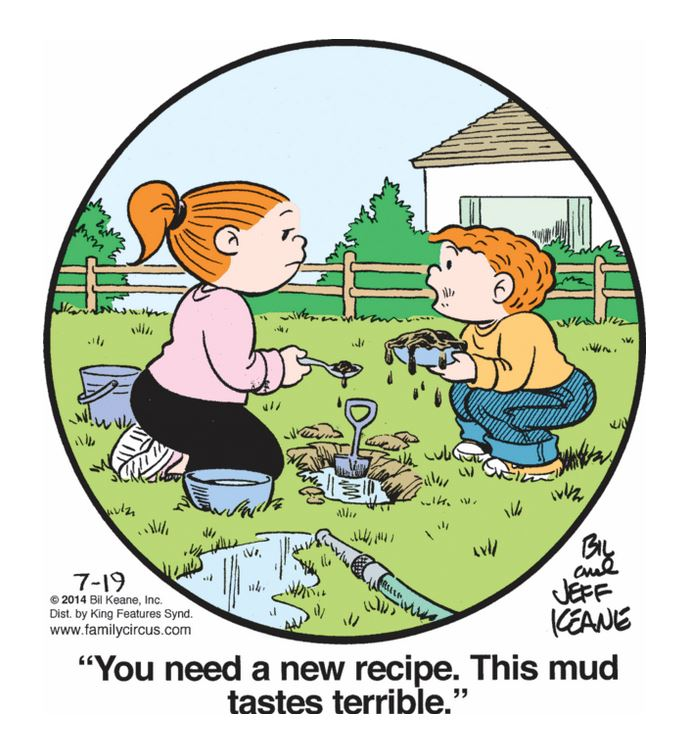 7-19
© 2014 Bil Keane, Inc.
Dist. by King Features Synd.
www.familycircus.com
BIL
and
JEFF
KEANE
“You need a new recipe. This mud
tastes terrible.”